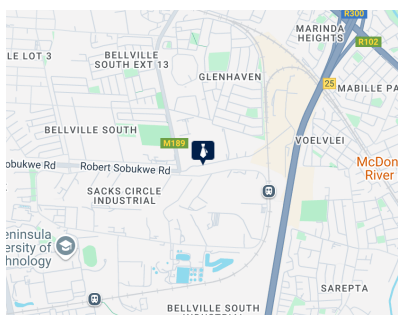 R300
MARINDA
HEIGHTS
R102
LE LOT 3
BELLVILLE
SOUTH EXT 13
GLENHAVEN
25
MABILLE PA
BELLVILLE SOUTH
M189
VOELVLEI
obukwe Rd
Robert Sobukwe Rd
McDon
River
SACKS CIRCLE
INDUSTRIAL
eninsula
ersity of
hnology
SAREPTA
BELLVILLE SOUTH